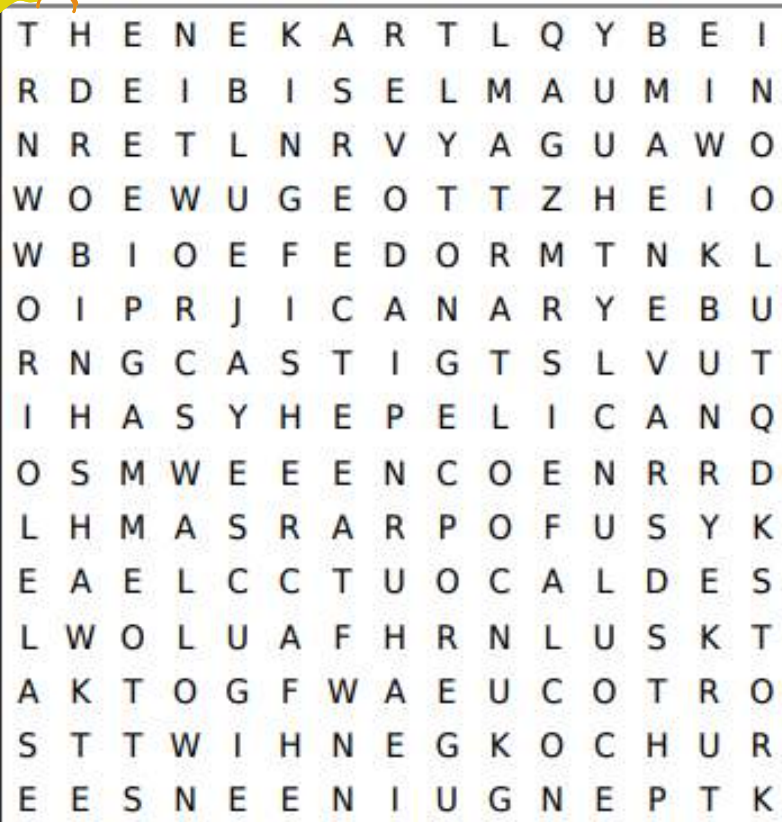 T H E N E K A R T L Q Y B E I
R D E I B I S E L M A U M I N
N R E T L N R V Y A G U A W O
W O E W U G E O T T Z H E I O
W B I O E F E D O R M T N K L
O I P R J I C A N A R Y E B U
R N G C A S T I G T S L V U T
I H A S Y H E P E L I C A N Q
O S M W E E E N C O E N R R D
L H M A S R A R P O F U S Y K
E A E L C C T U O C A L D E S
L W O L U A F H R N L U S K T
A K T O G F W A E U C O T R O
S T T W I H N E G K O C H U R
E E S N E E N I U G N E P T K